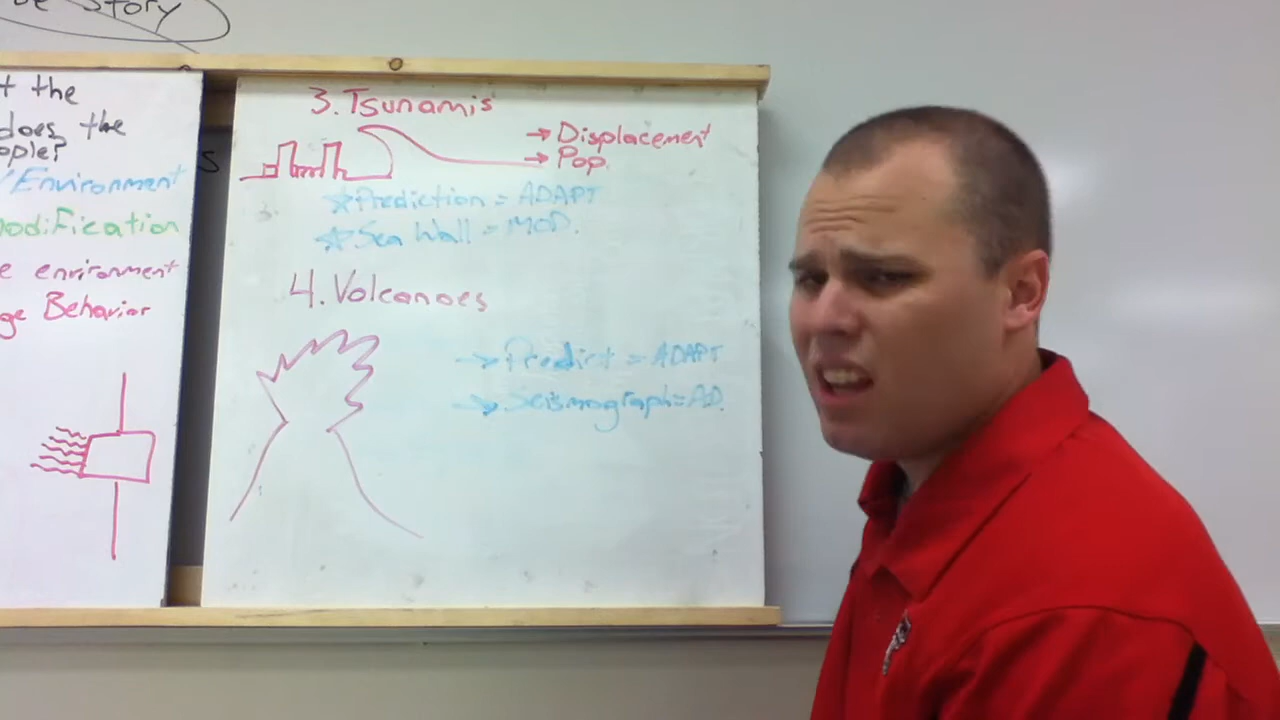 be Story
t the
does the
ople?
/Environment
odification
e environment
ge Behavior
s
3. Tsunamis
→ Displacement
→ Pop.
Prediction = ADAPT
Sea Wall = MOD.
4. Volcanoes
→ Predict = ADAPT
→ Seismograph = AD.